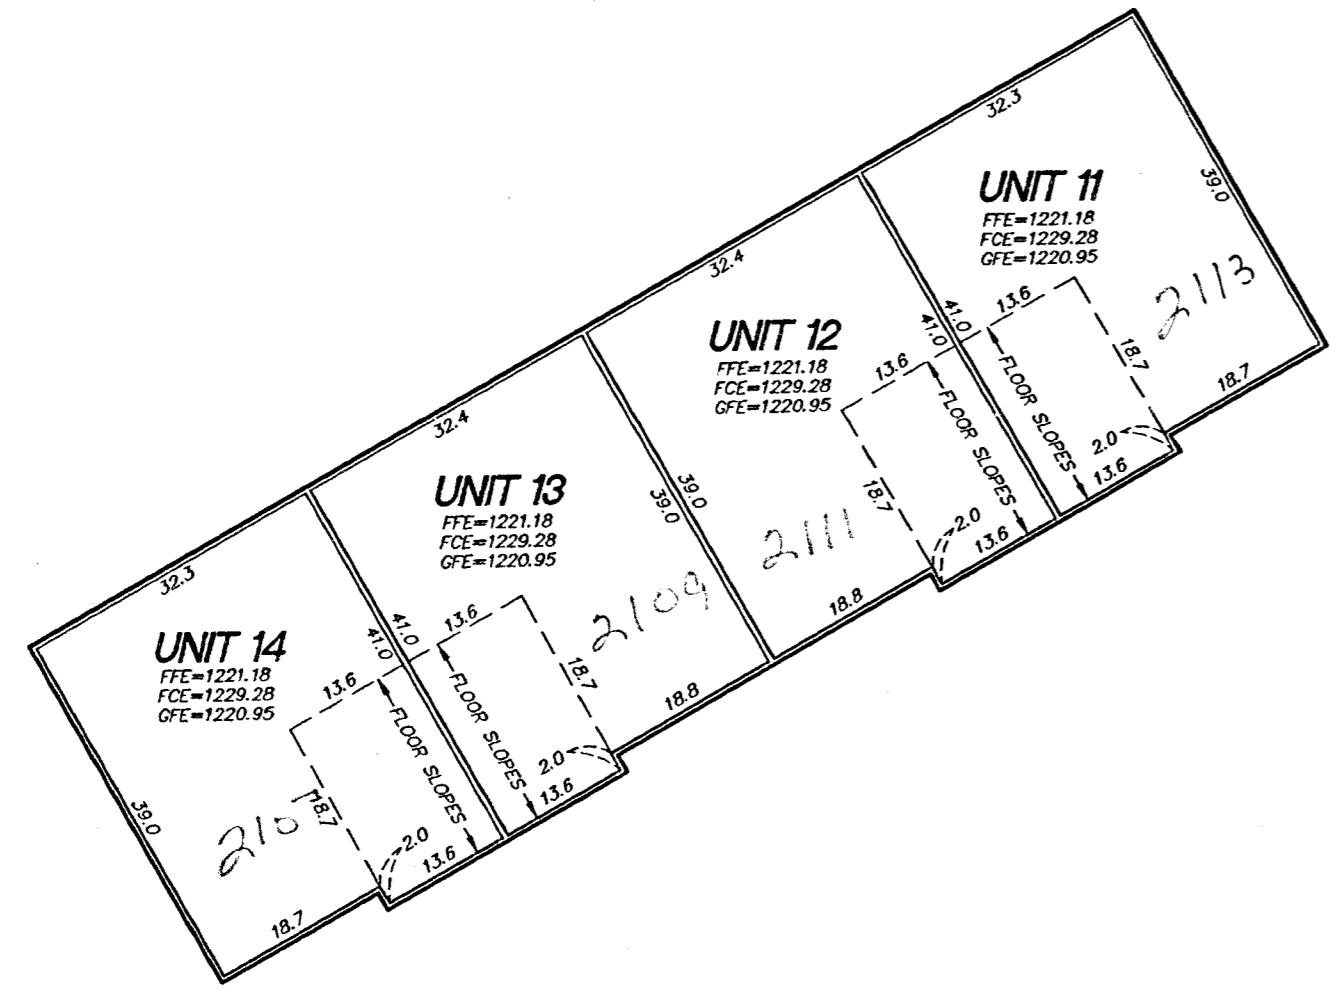 32.3
UNIT 11
FFE=1221.18
FCE=1229.28
GFE=1220.95
39.0
2113
41.0
13.6
18.7
FLOOR SLOPES
2.0
13.6
18.7
32.4
UNIT 12
FFE=1221.18
FCE=1229.28
GFE=1220.95
41.0
13.6
18.7
FLOOR SLOPES
2.0
13.6
39.0
2111
18.8
32.4
UNIT 13
FFE=1221.18
FCE=1229.28
GFE=1220.95
39.0
2109
41.0
13.6
18.7
FLOOR SLOPES
2.0
13.6
18.8
32.3
UNIT 14
FFE=1221.18
FCE=1229.28
GFE=1220.95
41.0
13.6
18.7
FLOOR SLOPES
2.0
13.6
39.0
18.7